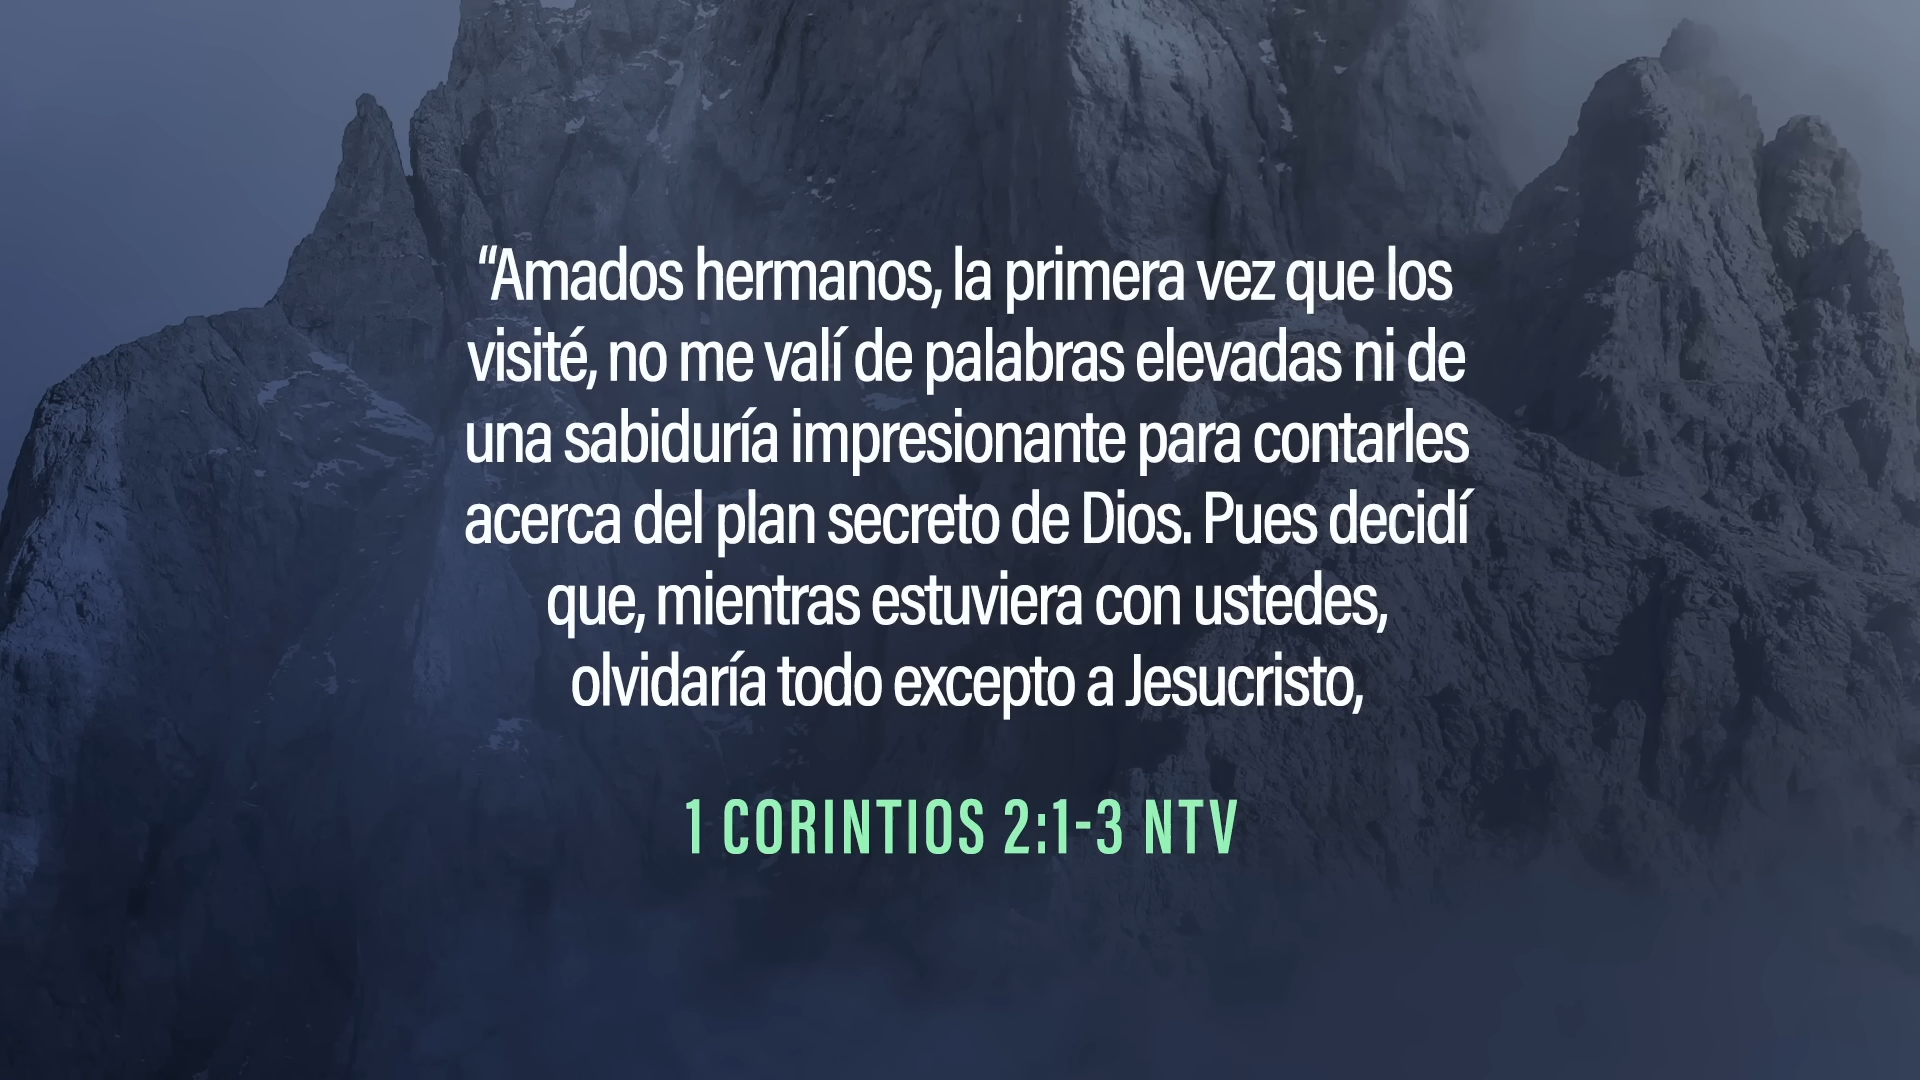 “Amados hermanos, la primera vez que los
visité, no me valí de palabras elevadas ni de
una sabiduría impresionante para contarles
acerca del plan secreto de Dios. Pues decidí
que, mientras estuviera con ustedes,
olvidaría todo excepto a Jesucristo,
1 CORINTIOS 2:1-3 NTV